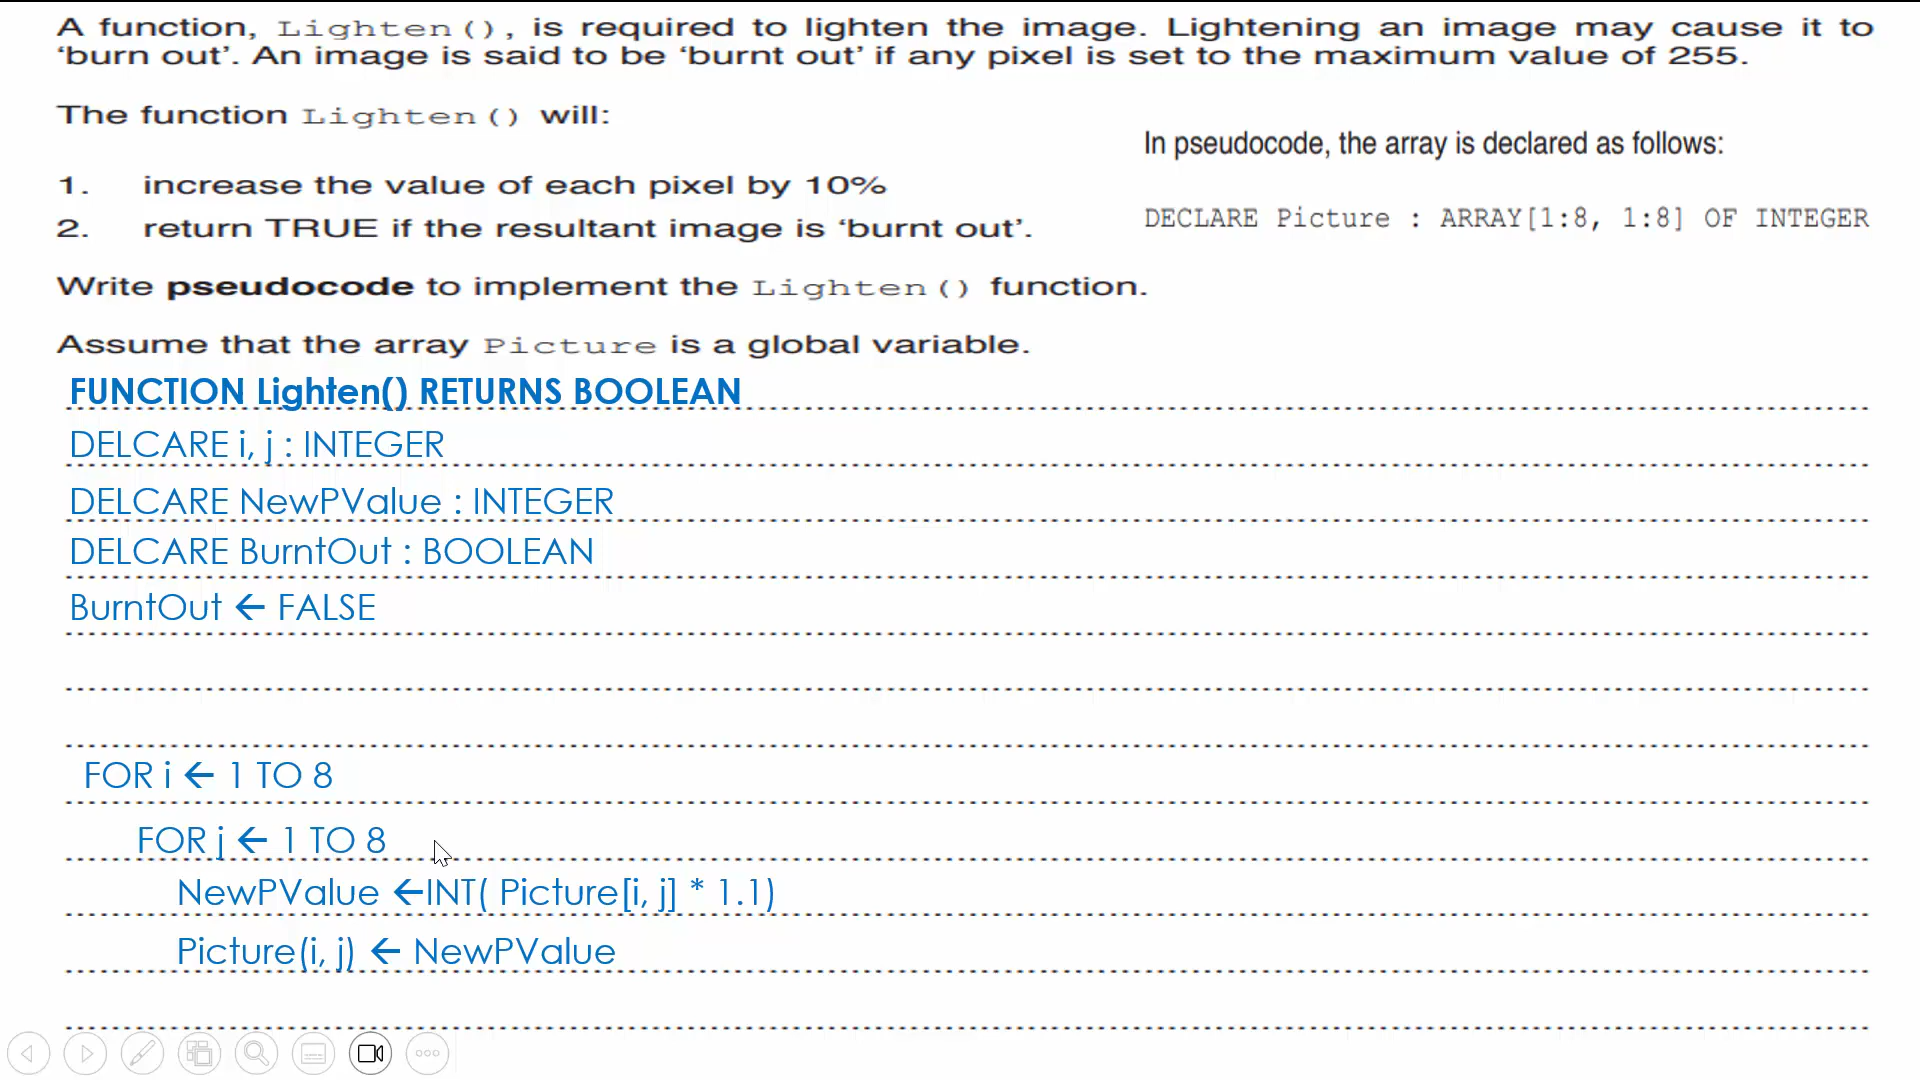 A function, Lighten(), is required to lighten the image. Lightening an image may cause it to
‘burn out’. An image is said to be ‘burnt out’ if any pixel is set to the maximum value of 255.
The function Lighten() will:
In pseudocode, the array is declared as follows:
1. increase the value of each pixel by 10%
2. return TRUE if the resultant image is ‘burnt out’.
DECLARE Picture : ARRAY[1:8, 1:8] OF INTEGER
Write pseudocode to implement the Lighten() function.
Assume that the array Picture is a global variable.
FUNCTION Lighten() RETURNS BOOLEAN
DELCARE i, j : INTEGER
DELCARE NewPValue : INTEGER
DELCARE BurntOut : BOOLEAN
BurntOut ← FALSE
FOR i ← 1 TO 8
FOR j ← 1 TO 8
NewPValue ←INT( Picture[i, j] * 1.1)
Picture(i, j) ← NewPValue